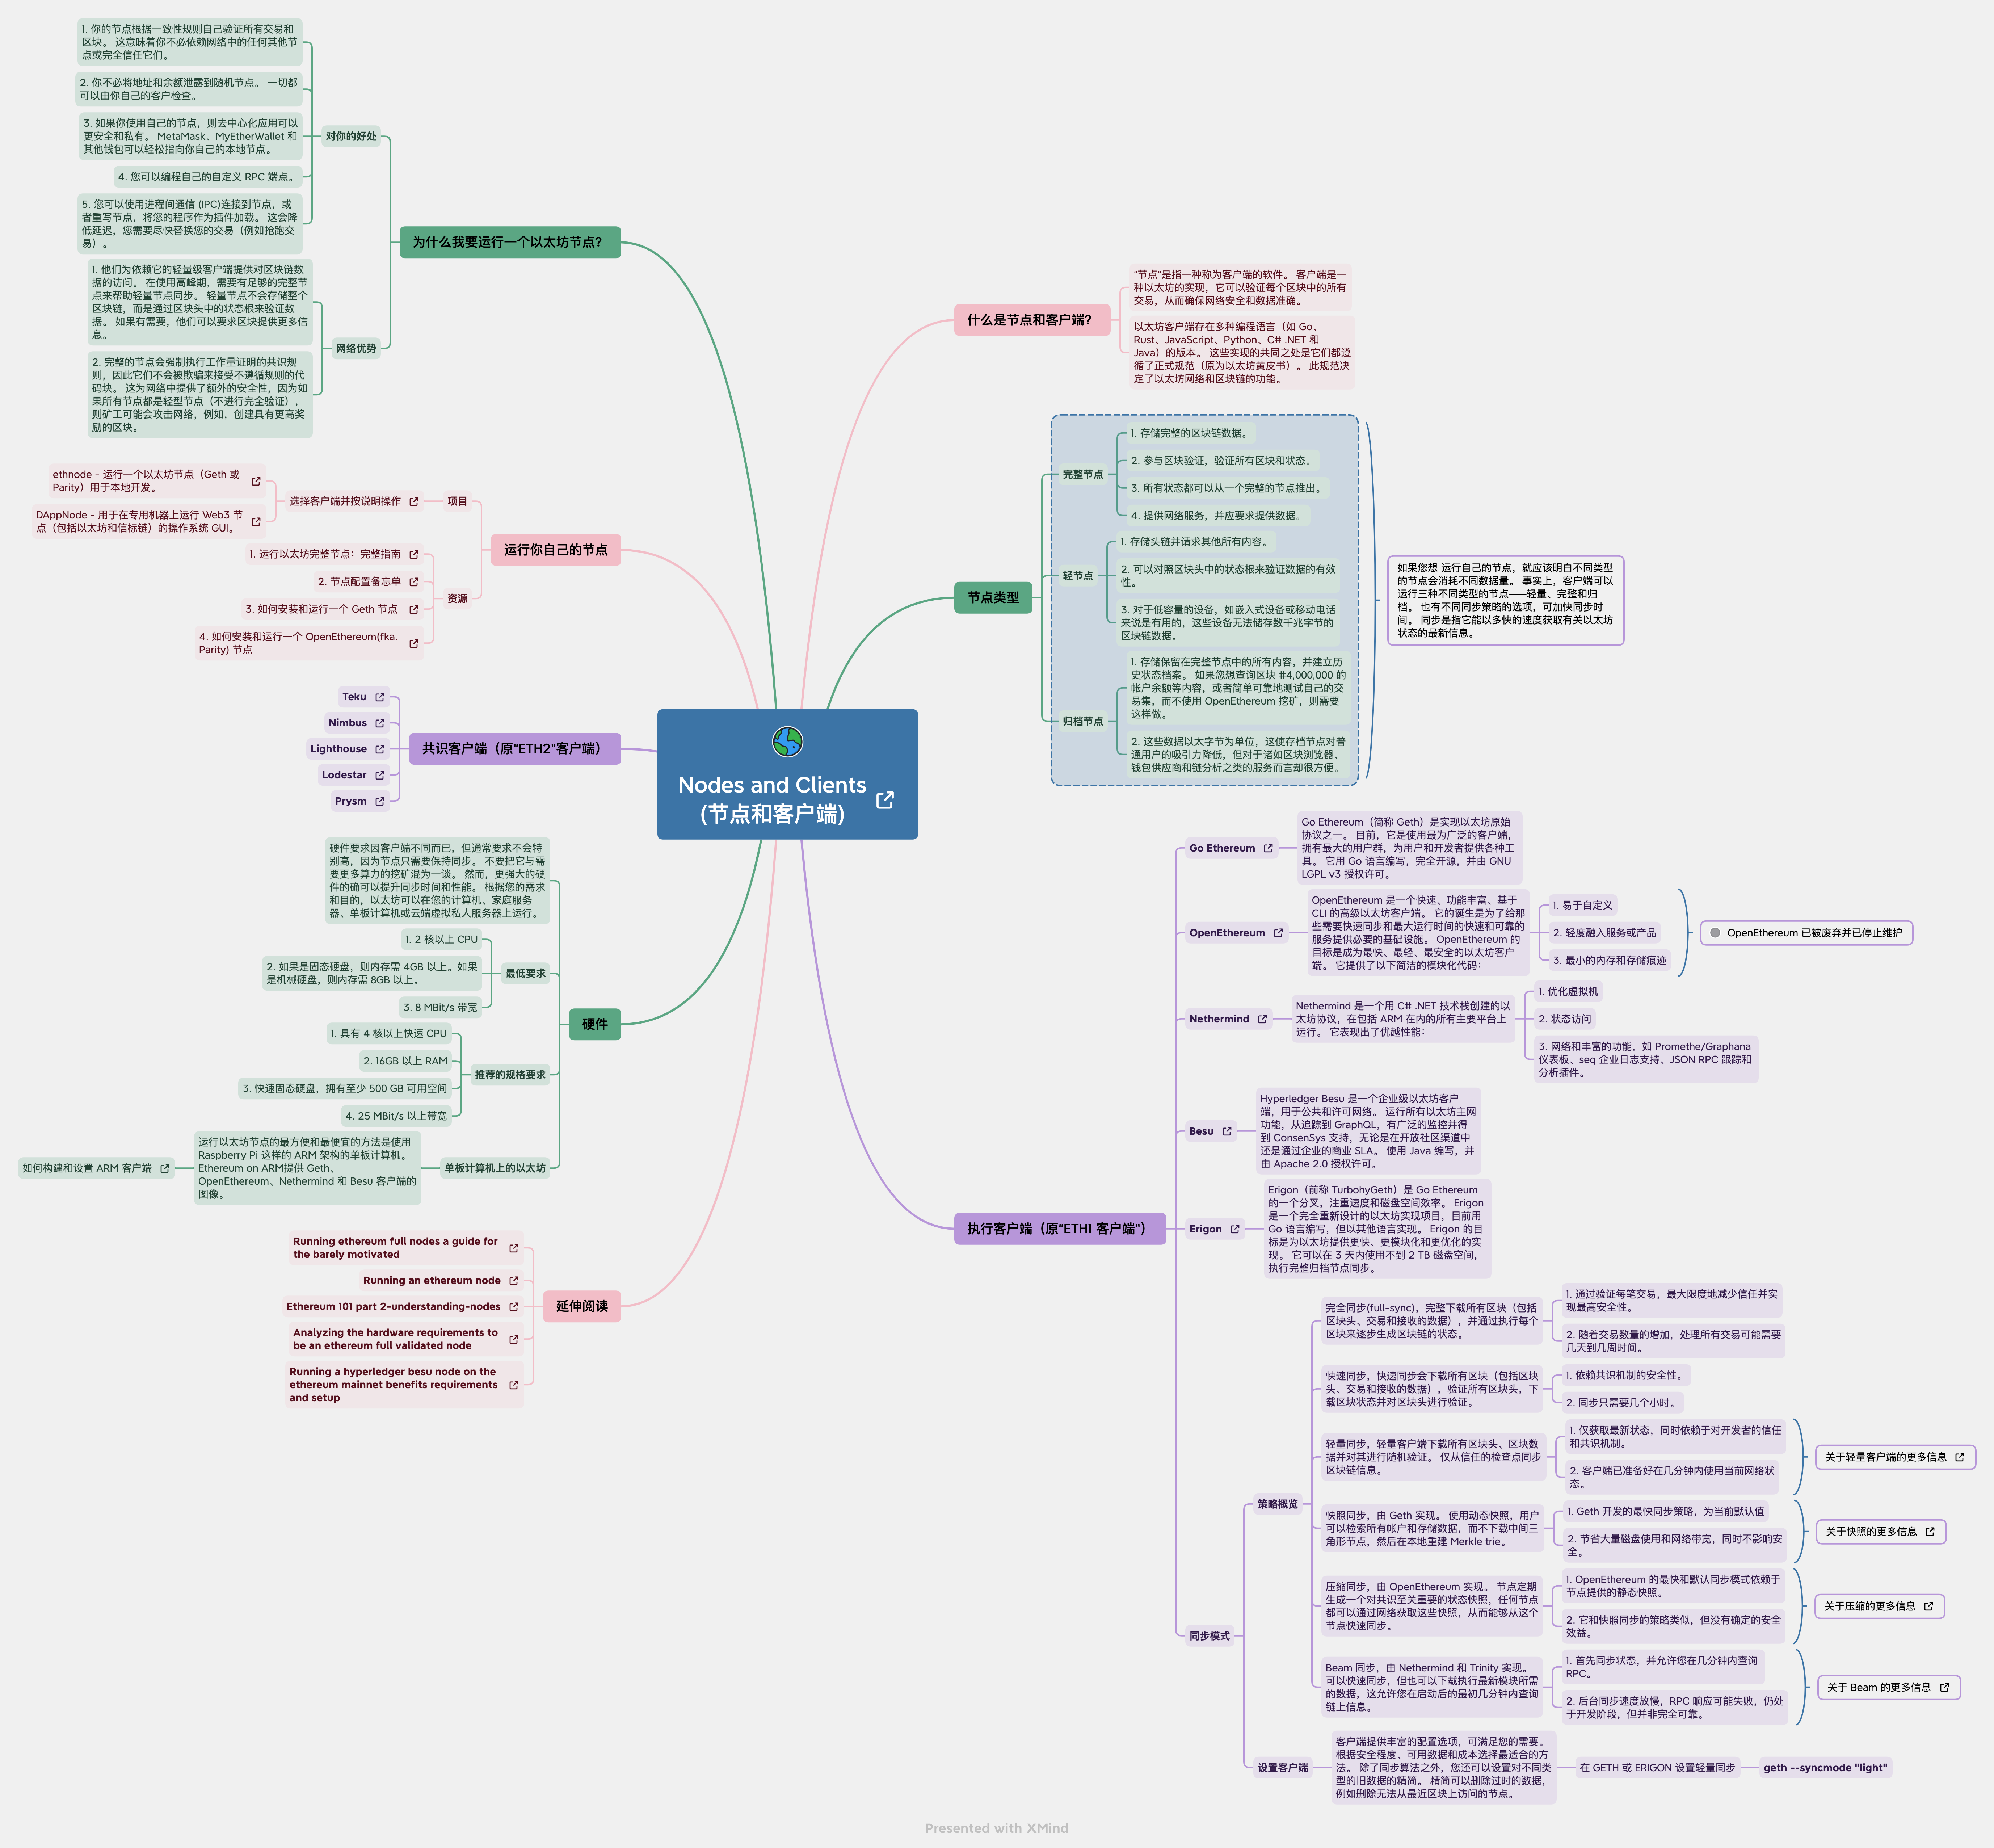 Nodes and Clients
(节点和客户端)
什么是节点和客户端？
"节点"是指一种称为客户端的软件。 客户端是一
种以太坊的实现，它可以验证每个区块中的所有
交易，从而确保网络安全和数据准确。
以太坊客户端存在多种编程语言（如 Go、
Rust、JavaScript、Python、C# .NET 和
Java）的版本。 这些实现的共同之处是它们都遵
循了正式规范（原为以太坊黄皮书）。 此规范决
定了以太坊网络和区块链的功能。
节点类型
完整节点
1. 存储完整的区块链数据。
2. 参与区块验证，验证所有区块和状态。
3. 所有状态都可以从一个完整的节点推出。
4. 提供网络服务，并应要求提供数据。
轻节点
1. 存储头链并请求其他所有内容。
2. 可以对照区块头中的状态根来验证数据的有效
性。
3. 对于低容量的设备，如嵌入式设备或移动电话
来说是有用的，这些设备无法储存数千兆字节的
区块链数据。
归档节点
1. 存储保留在完整节点中的所有内容，并建立历
史状态档案。 如果您想查询区块 #4,000,000 的
帐户余额等内容，或者简单可靠地测试自己的交
易集，而不使用 OpenEthereum 挖矿，则需要
这样做。
2. 这些数据以太字节为单位，这使存档节点对普
通用户的吸引力降低，但对于诸如区块浏览器、
钱包供应商和链分析之类的服务而言却很方便。
如果您想 运行自己的节点，就应该明白不同类型
的节点会消耗不同数据量。 事实上，客户端可以
运行三种不同类型的节点——轻量、完整和归
档。 也有不同同步策略的选项，可加快同步时
间。 同步是指它能以多快的速度获取有关以太坊
状态的最新信息。
执行客户端（原"ETH1 客户端"）
Go Ethereum
Go Ethereum（简称 Geth）是实现以太坊原始
协议之一。 目前，它是使用最为广泛的客户端，
拥有最大的用户群，为用户和开发者提供各种工
具。 它用 Go 语言编写，完全开源，并由 GNU
LGPL v3 授权许可。
OpenEthereum
OpenEthereum 是一个快速、功能丰富、基于
CLI 的高级以太坊客户端。 它的诞生是为了给那
些需要快速同步和最大运行时间的快速和可靠的
服务提供必要的基础设施。 OpenEthereum 的
目标是成为最快、最轻、最安全的以太坊客户
端。 它提供了以下简洁的模块化代码：
1. 易于自定义
2. 轻度融入服务或产品
3. 最小的内存和存储痕迹
OpenEthereum 已被废弃并已停止维护
Nethermind
Nethermind 是一个用 C# .NET 技术栈创建的以
太坊协议，在包括 ARM 在内的所有主要平台上
运行。 它表现出了优越性能：
1. 优化虚拟机
2. 状态访问
3. 网络和丰富的功能，如 Promethe/Graphana
仪表板、seq 企业日志支持、JSON RPC 跟踪和
分析插件。
Besu
Hyperledger Besu 是一个企业级以太坊客户
端，用于公共和许可网络。 运行所有以太坊主网
功能，从追踪到 GraphQL，有广泛的监控并得
到 ConsenSys 支持，无论是在开放社区渠道中
还是通过企业的商业 SLA。 使用 Java 编写，并
由 Apache 2.0 授权许可。
Erigon
Erigon（前称 TurbohyGeth）是 Go Ethereum
的一个分叉，注重速度和磁盘空间效率。 Erigon
是一个完全重新设计的以太坊实现项目，目前用
Go 语言编写，但以其他语言实现。 Erigon 的目
标是为以太坊提供更快、更模块化和更优化的实
现。 它可以在 3 天内使用不到 2 TB 磁盘空间，
执行完整归档节点同步。
同步模式
策略概览
完全同步(full-sync)，完整下载所有区块（包括
区块头、交易和接收的数据），并通过执行每个
区块来逐步生成区块链的状态。
1. 通过验证每笔交易，最大限度地减少信任并实
现最高安全性。
2. 随着交易数量的增加，处理所有交易可能需要
几天到几周时间。
快速同步，快速同步会下载所有区块（包括区块
头、交易和接收的数据），验证所有区块头，下
载区块状态并对区块头进行验证。
1. 依赖共识机制的安全性。
2. 同步只需要几个小时。
轻量同步，轻量客户端下载所有区块头、区块数
据并对其进行随机验证。 仅从信任的检查点同步
区块链信息。
1. 仅获取最新状态，同时依赖于对开发者的信任
和共识机制。
2. 客户端已准备好在几分钟内使用当前网络状
态。
关于轻量客户端的更多信息
快照同步，由 Geth 实现。 使用动态快照，用户
可以检索所有帐户和存储数据，而不下载中间三
角形节点，然后在本地重建 Merkle trie。
1. Geth 开发的最快同步策略，为当前默认值
2. 节省大量磁盘使用和网络带宽，同时不影响安
全。
关于快照的更多信息
压缩同步，由 OpenEthereum 实现。 节点定期
生成一个对共识至关重要的状态快照，任何节点
都可以通过网络获取这些快照，从而能够从这个
节点快速同步。
1. OpenEthereum 的最快和默认同步模式依赖于
节点提供的静态快照。
2. 它和快照同步的策略类似，但没有确定的安全
效益。
关于压缩的更多信息
Beam 同步，由 Nethermind 和 Trinity 实现。
可以快速同步，但也可以下载执行最新模块所需
的数据，这允许您在启动后的最初几分钟内查询
链上信息。
1. 首先同步状态，并允许您在几分钟内查询
RPC。
2. 后台同步速度放慢，RPC 响应可能失败，仍处
于开发阶段，但并非完全可靠。
关于 Beam 的更多信息
设置客户端
客户端提供丰富的配置选项，可满足您的需要。
根据安全程度、可用数据和成本选择最适合的方
法。 除了同步算法之外，您还可以设置对不同类
型的旧数据的精简。 精简可以删除过时的数据，
例如删除无法从最近区块上访问的节点。
在 GETH 或 ERIGON 设置轻量同步
geth --syncmode "light"
为什么我要运行一个以太坊节点？
对你的好处
1. 你的节点根据一致性规则自己验证所有交易和
区块。 这意味着你不必依赖网络中的任何其他节
点或完全信任它们。
2. 你不必将地址和余额泄露到随机节点。 一切都
可以由你自己的客户检查。
3. 如果你使用自己的节点，则去中心化应用可以
更安全和私有。 MetaMask、MyEtherWallet 和
其他钱包可以轻松指向你自己的本地节点。
4. 您可以编程自己的自定义 RPC 端点。
5. 您可以使用进程间通信 (IPC)连接到节点，或
者重写节点，将您的程序作为插件加载。 这会降
低延迟，您需要尽快替换您的交易（例如抢跑交
易）。
网络优势
1. 他们为依赖它的轻量级客户端提供对区块链数
据的访问。 在使用高峰期，需要有足够的完整节
点来帮助轻量节点同步。 轻量节点不会存储整个
区块链，而是通过区块头中的状态根来验证数
据。 如果有需要，他们可以要求区块提供更多信
息。
2. 完整的节点会强制执行工作量证明的共识规
则，因此它们不会被欺骗来接受不遵循规则的代
码块。 这为网络中提供了额外的安全性，因为如
果所有节点都是轻型节点（不进行完全验证），
则矿工可能会攻击网络，例如，创建具有更高奖
励的区块。
运行你自己的节点
项目
选择客户端并按说明操作
ethnode - 运行一个以太坊节点（Geth 或
Parity）用于本地开发。
DAppNode - 用于在专用机器上运行 Web3 节
点（包括以太坊和信标链）的操作系统 GUI。
资源
1. 运行以太坊完整节点：完整指南
2. 节点配置备忘单
3. 如何安装和运行一个 Geth 节点
4. 如何安装和运行一个 OpenEthereum(fka.
Parity) 节点
共识客户端（原"ETH2"客户端）
Teku
Nimbus
Lighthouse
Lodestar
Prysm
硬件
硬件要求因客户端不同而已，但通常要求不会特
别高，因为节点只需要保持同步。 不要把它与需
要更多算力的挖矿混为一谈。 然而，更强大的硬
件的确可以提升同步时间和性能。 根据您的需求
和目的，以太坊可以在您的计算机、家庭服务
器、单板计算机或云端虚拟私人服务器上运行。
最低要求
1. 2 核以上 CPU
2. 如果是固态硬盘，则内存需 4GB 以上。如果
是机械硬盘，则内存需 8GB 以上。
3. 8 MBit/s 带宽
推荐的规格要求
1. 具有 4 核以上快速 CPU
2. 16GB 以上 RAM
3. 快速固态硬盘，拥有至少 500 GB 可用空间
4. 25 MBit/s 以上带宽
单板计算机上的以太坊
运行以太坊节点的最方便和最便宜的方法是使用
Raspberry Pi 这样的 ARM 架构的单板计算机。
Ethereum on ARM提供 Geth、
OpenEthereum、Nethermind 和 Besu 客户端的
图像。
如何构建和设置 ARM 客户端
延伸阅读
Running ethereum full nodes a guide for
the barely motivated
Running an ethereum node
Ethereum 101 part 2-understanding-nodes
Analyzing the hardware requirements to
be an ethereum full validated node
Running a hyperledger besu node on the
ethereum mainnet benefits requirements
and setup
Presented with XMind